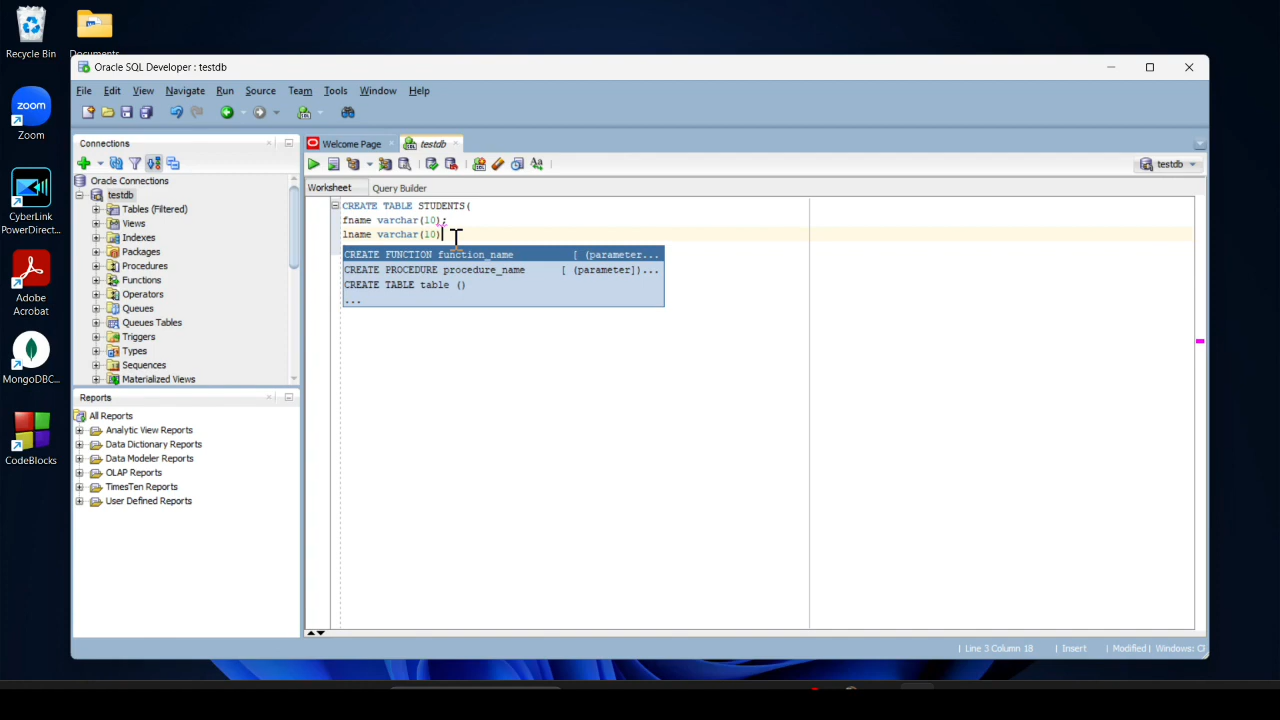 Recycle Bin
Documents
Oracle SQL Developer : testdb
File Edit View Navigate Run Source Team Tools Window Help
zoom
Zoom
Connections
Welcome Page
testdb
testdb
Oracle Connections
testdb
Worksheet
Query Builder
Tables (Filtered)
Views
Indexes
Packages
Procedures
Functions
Operators
Queues
Queues Tables
Triggers
Types
Sequences
Materialized Views
CREATE TABLE STUDENTS(
fname varchar(10);
lname varchar(10)
CREATE FUNCTION function_name [ (parameter...
CREATE PROCEDURE procedure_name [ (parameter])...
CREATE TABLE table ()
...
CyberLink
PowerDirect...
Adobe
Acrobat
MongoDBC...
CodeBlocks
Reports
All Reports
Analytic View Reports
Data Dictionary Reports
Data Modeler Reports
OLAP Reports
TimesTen Reports
User Defined Reports
Line 3 Column 18 Insert Modified Windows: